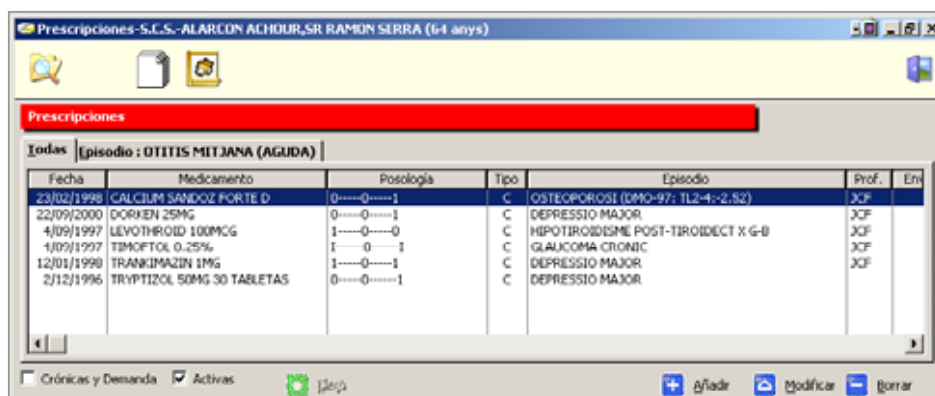 Prescripciones-S.C.S.-ALARCON ACHOUR,SR RAMON SERRA (64 anys)
Prescripciones
Todas Episodio : OTITIS MITJANA (AGUDA)
Fecha Medicamento Posología Tipo Episodio Prof. Env
23/02/1998 CALCIUM SANDOZ FORTE D 0-----0------1 C OSTEOPOROSI (DMO-97: TL2-4:-2.52) JCF
22/09/2000 DORKEN 25MG 0-----0------1 C DEPRESSIO MAJOR JCF
4/09/1997 LEVOTHROID 100MCG 1-----0-----0 C HIPOTIROIDISME POST-TIROIDECT X G-B JCF
4/09/1997 TIMOFTOL 0.25% I-----0-----I C GLAUCOMA CRONIC JCF
12/01/1998 TRANKIMAZIN 1MG 1-----0-----1 C DEPRESSIO MAJOR JCF
2/12/1996 TRYPTIZOL 50MG 30 TABLETAS 0-----0------1 C DEPRESSIO MAJOR
Crónicas y Demanda Activas Añadir Modificar Borrar